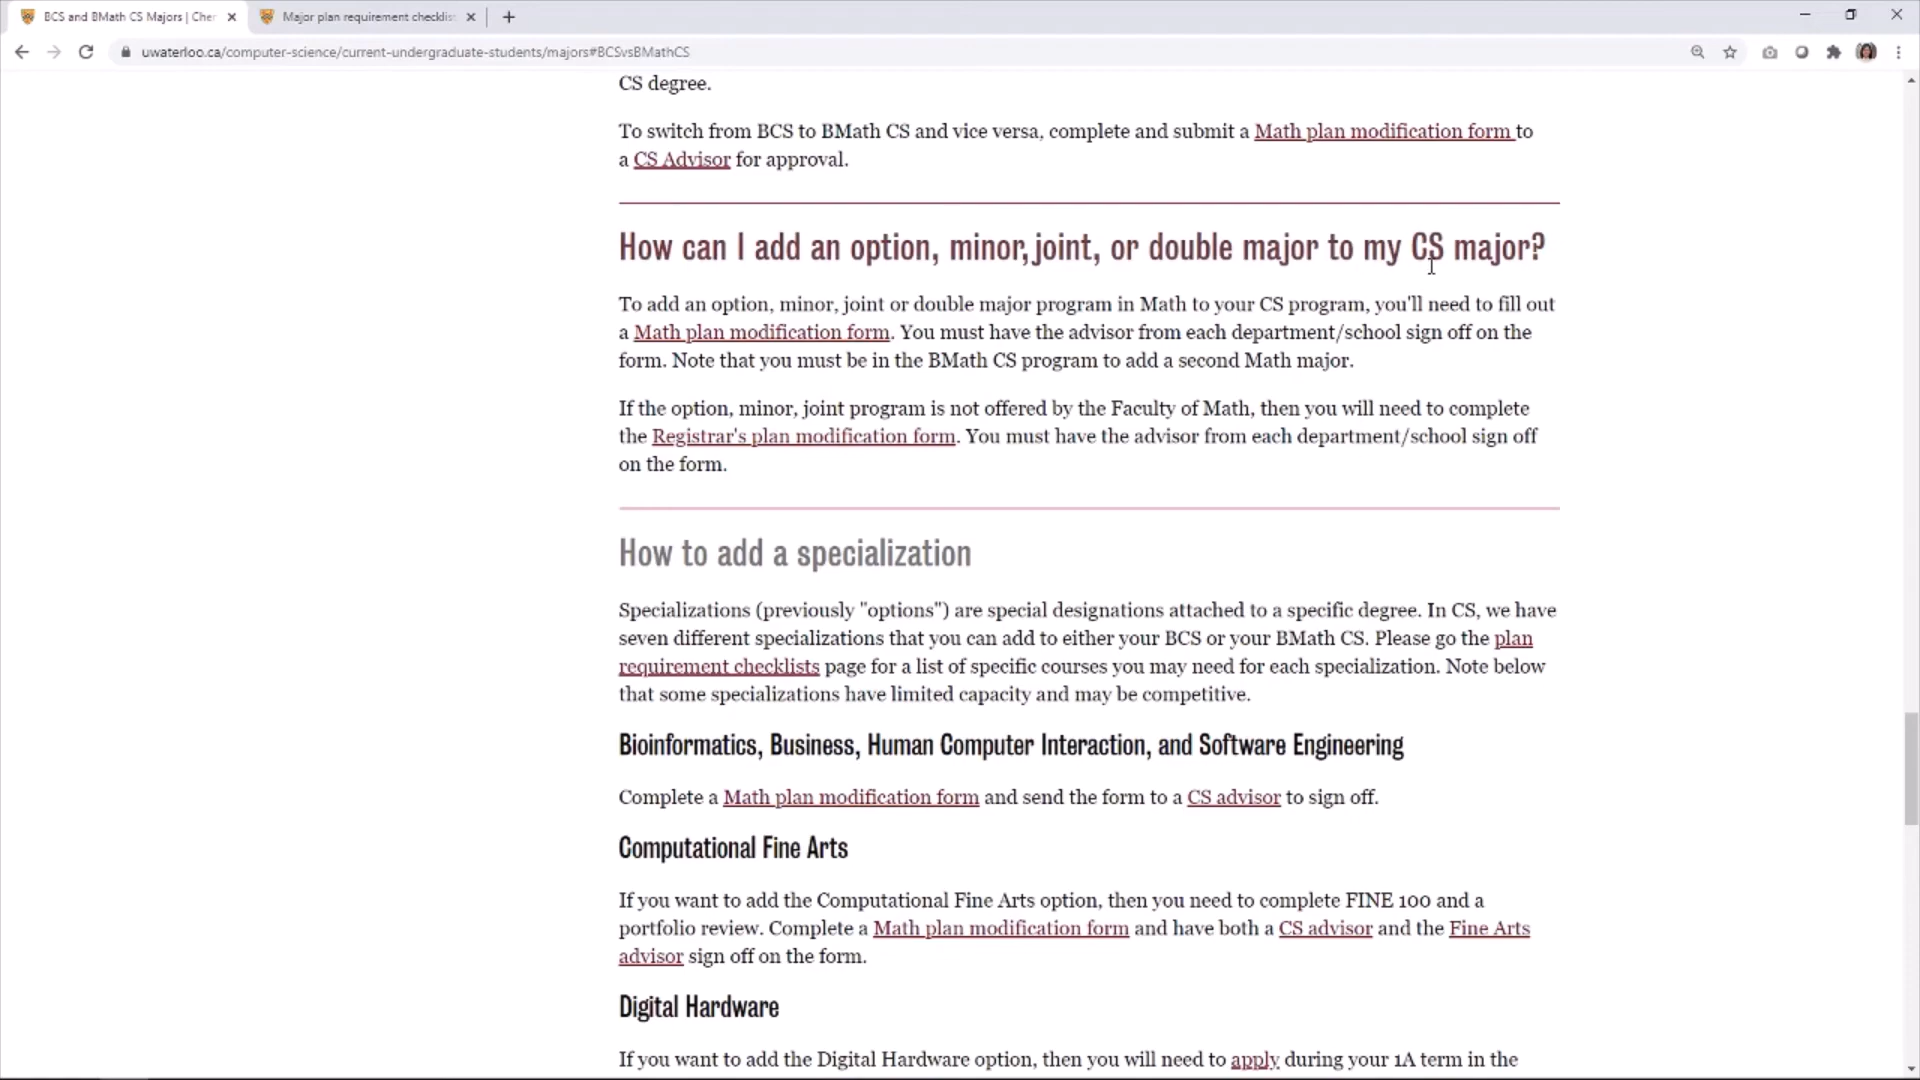 BCS and BMath CS Majors | Cher
Major plan requirement checklis
uwaterloo.ca/computer-science/current-undergraduate-students/majors#BCSvsBMathCS
CS degree.
To switch from BCS to BMath CS and vice versa, complete and submit a Math plan modification form to
a CS Advisor for approval.
How can I add an option, minor,joint, or double major to my CS major?
To add an option, minor, joint or double major program in Math to your CS program, you'll need to fill out
a Math plan modification form. You must have the advisor from each department/school sign off on the
form. Note that you must be in the BMath CS program to add a second Math major.
If the option, minor, joint program is not offered by the Faculty of Math, then you will need to complete
the Registrar's plan modification form. You must have the advisor from each department/school sign off
on the form.
How to add a specialization
Specializations (previously "options") are special designations attached to a specific degree. In CS, we have
seven different specializations that you can add to either your BCS or your BMath CS. Please go the plan
requirement checklists page for a list of specific courses you may need for each specialization. Note below
that some specializations have limited capacity and may be competitive.
Bioinformatics, Business, Human Computer Interaction, and Software Engineering
Complete a Math plan modification form and send the form to a CS advisor to sign off.
Computational Fine Arts
If you want to add the Computational Fine Arts option, then you need to complete FINE 100 and a
portfolio review. Complete a Math plan modification form and have both a CS advisor and the Fine Arts
advisor sign off on the form.
Digital Hardware
If you want to add the Digital Hardware option, then you will need to apply during your 1A term in the